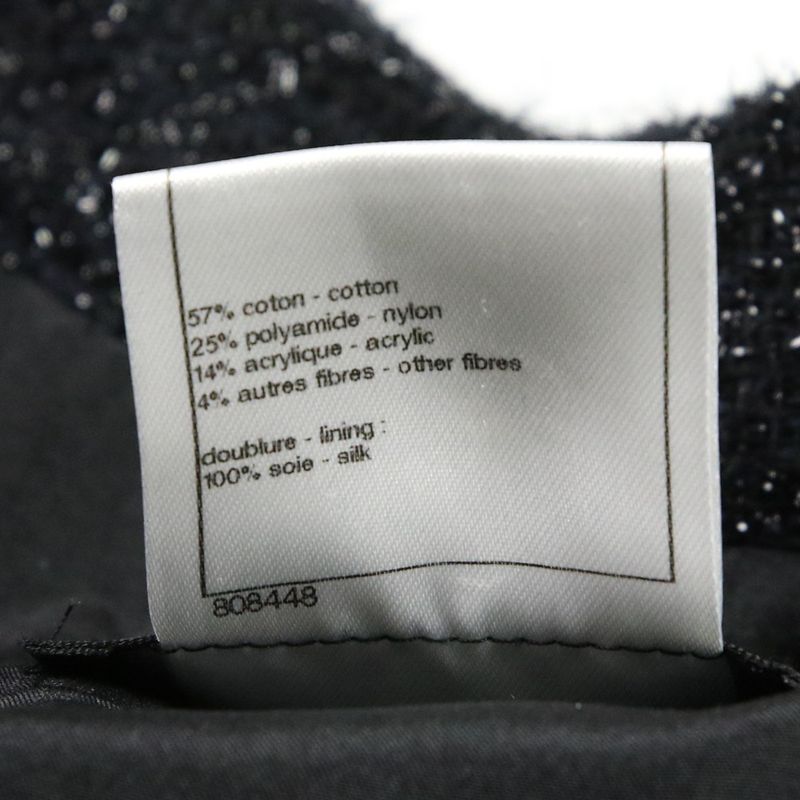 57% coton - cotton
25% polyamide - nylon
14% acrylique - acrylic
4% autres fibres - other fibres
doublure - lining :
100% soie - silk
808448